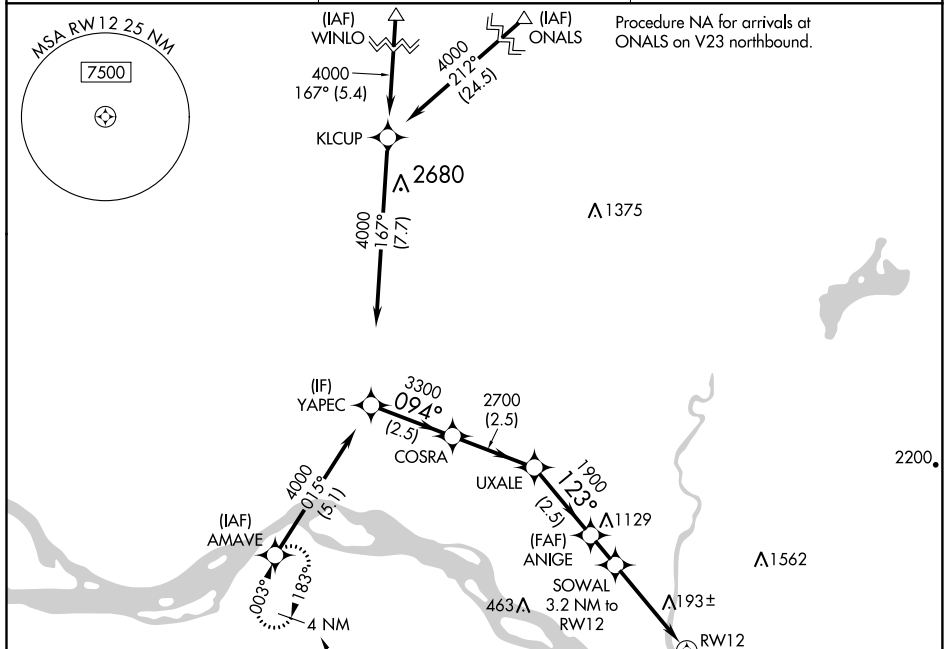 MSA RW12 25 NM
7500
(IAF)
WINLO
(IAF)
ONALS
Procedure NA for arrivals at
ONALS on V23 northbound.
4000
167° (5.4)
4000
212°
(24.5)
KLCUP
2680
1375
4000
167°
(7.7)
(IF)
YAPEC
3300
094°
(2.5)
COSRA
2700
(2.5)
UXALE
2200
1900
123°
(2.5)
4000
015°
(5.1)
(IAF)
AMAVE
1129
(FAF)
ANIGE
1562
SOWAL
3.2 NM to
RW12
003°
183°
4 NM
463
193±
RW12